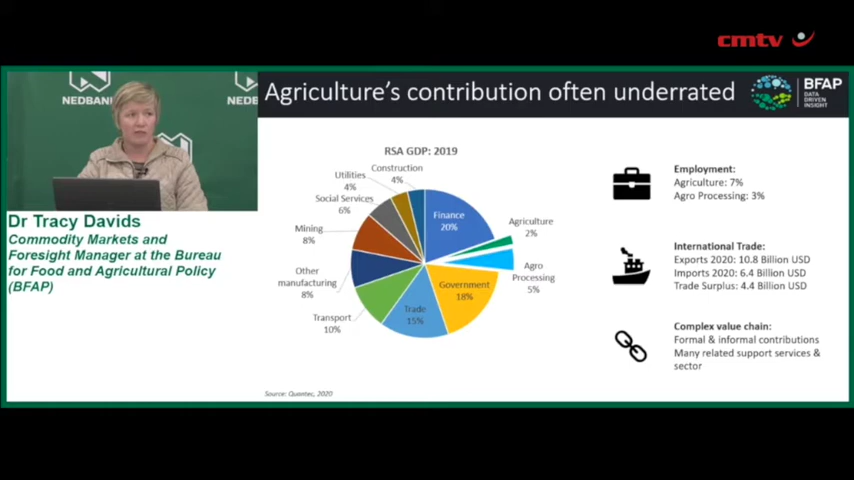 cmtv
NEDBAN
NEDB
Agriculture's contribution often underrated
BFAP
DATA
DRIVEN
INSIGHT
Dr Tracy Davids
Commodity Markets and
Foresight Manager at the Bureau
for Food and Agricultural Policy
(BFAP)
RSA GDP: 2019
Construction
4%
Utilities
4%
Social Services
6%
Mining
8%
Other
manufacturing
8%
Transport
10%
Trade
15%
Government
18%
Agro
Processing
5%
Agriculture
2%
Finance
20%
Source: Quantec, 2020
Employment:
Agriculture: 7%
Agro Processing: 3%
International Trade:
Exports 2020: 10.8 Billion USD
Imports 2020: 6.4 Billion USD
Trade Surplus: 4.4 Billion USD
Complex value chain:
Formal & informal contributions
Many related support services &
sector